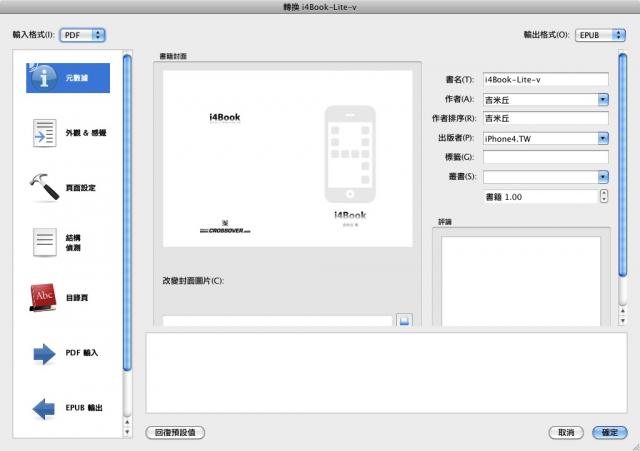 轉換 i4Book-Lite-v
輸入格式(I): PDF
輸出格式(O): EPUB
元數據
外觀 & 感覺
頁面設定
結構
偵測
Abc
目錄頁
PDF 輸入
EPUB 輸出
書籍封面
i4Book
i4Book
吉米丘 著
www.CROSSOVER.com
改變封面圖片(C):
書名(T): i4Book-Lite-v
作者(A): 吉米丘
作者排序(R): 吉米丘
出版者(P): iPhone4.TW
標籤(G):
叢書(S):
書籍 1.00
評論
回復預設值
取消
確定